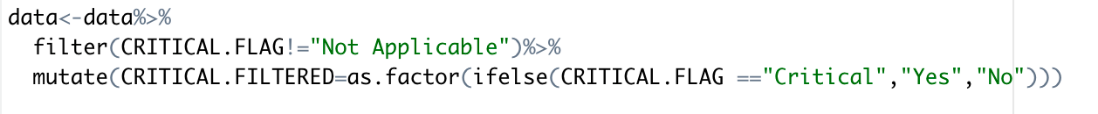 data<-data%>%
filter(CRITICAL.FLAG!="Not Applicable")%>%
mutate(CRITICAL.FILTERED=as.factor(ifelse(CRITICAL.FLAG =="Critical","Yes","No")))